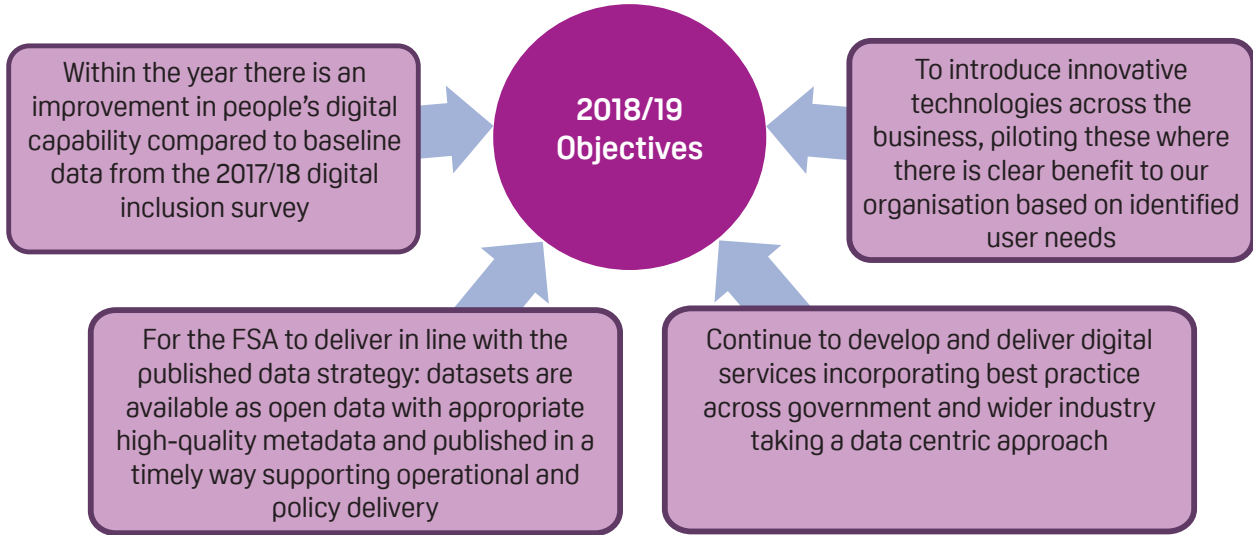 Within the year there is an
improvement in people's digital
capability compared to baseline
data from the 2017/18 digital
inclusion survey
2018/19
Objectives
To introduce innovative
technologies across the
business, piloting these where
there is clear benefit to our
organisation based on identified
user needs
For the FSA to deliver in line with the
published data strategy: datasets are
available as open data with appropriate
high-quality metadata and published in a
timely way supporting operational and
policy delivery
Continue to develop and deliver digital
services incorporating best practice
across government and wider industry
taking a data centric approach